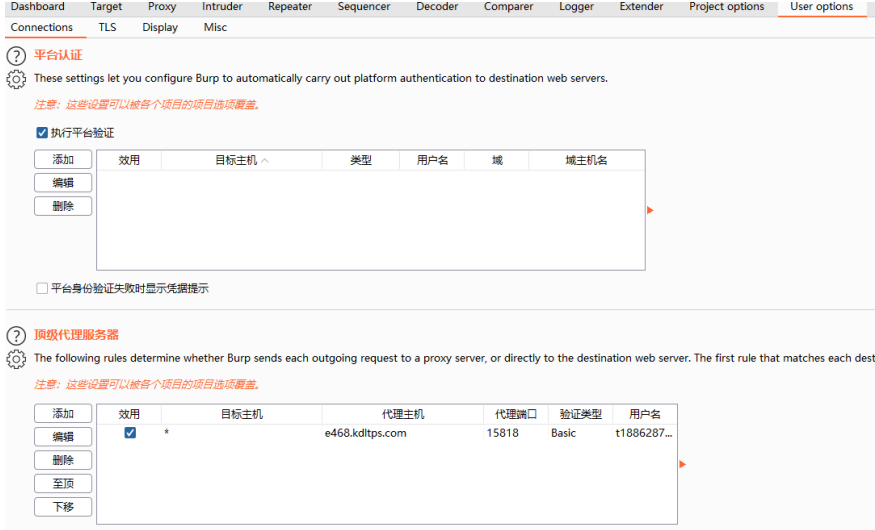 Dashboard Target Proxy Intruder Repeater Sequencer Decoder Comparer Logger Extender Project options User options
Connections TLS Display Misc
平台认证
These settings let you configure Burp to automatically carry out platform authentication to destination web servers.
注意：这些设置可以被各个项目的项目选项覆盖。
执行平台验证
添加 效用 目标主机 类型 用户名 域 域主机名
编辑
删除
平台身份验证失败时显示凭据提示
顶级代理服务器
The following rules determine whether Burp sends each outgoing request to a proxy server, or directly to the destination web server. The first rule that matches each dest
注意：这些设置可以被各个项目的项目选项覆盖。
添加 效用 目标主机 代理主机 代理端口 验证类型 用户名
编辑 * e468.kdltps.com 15818 Basic t1886287...
删除
至顶
下移